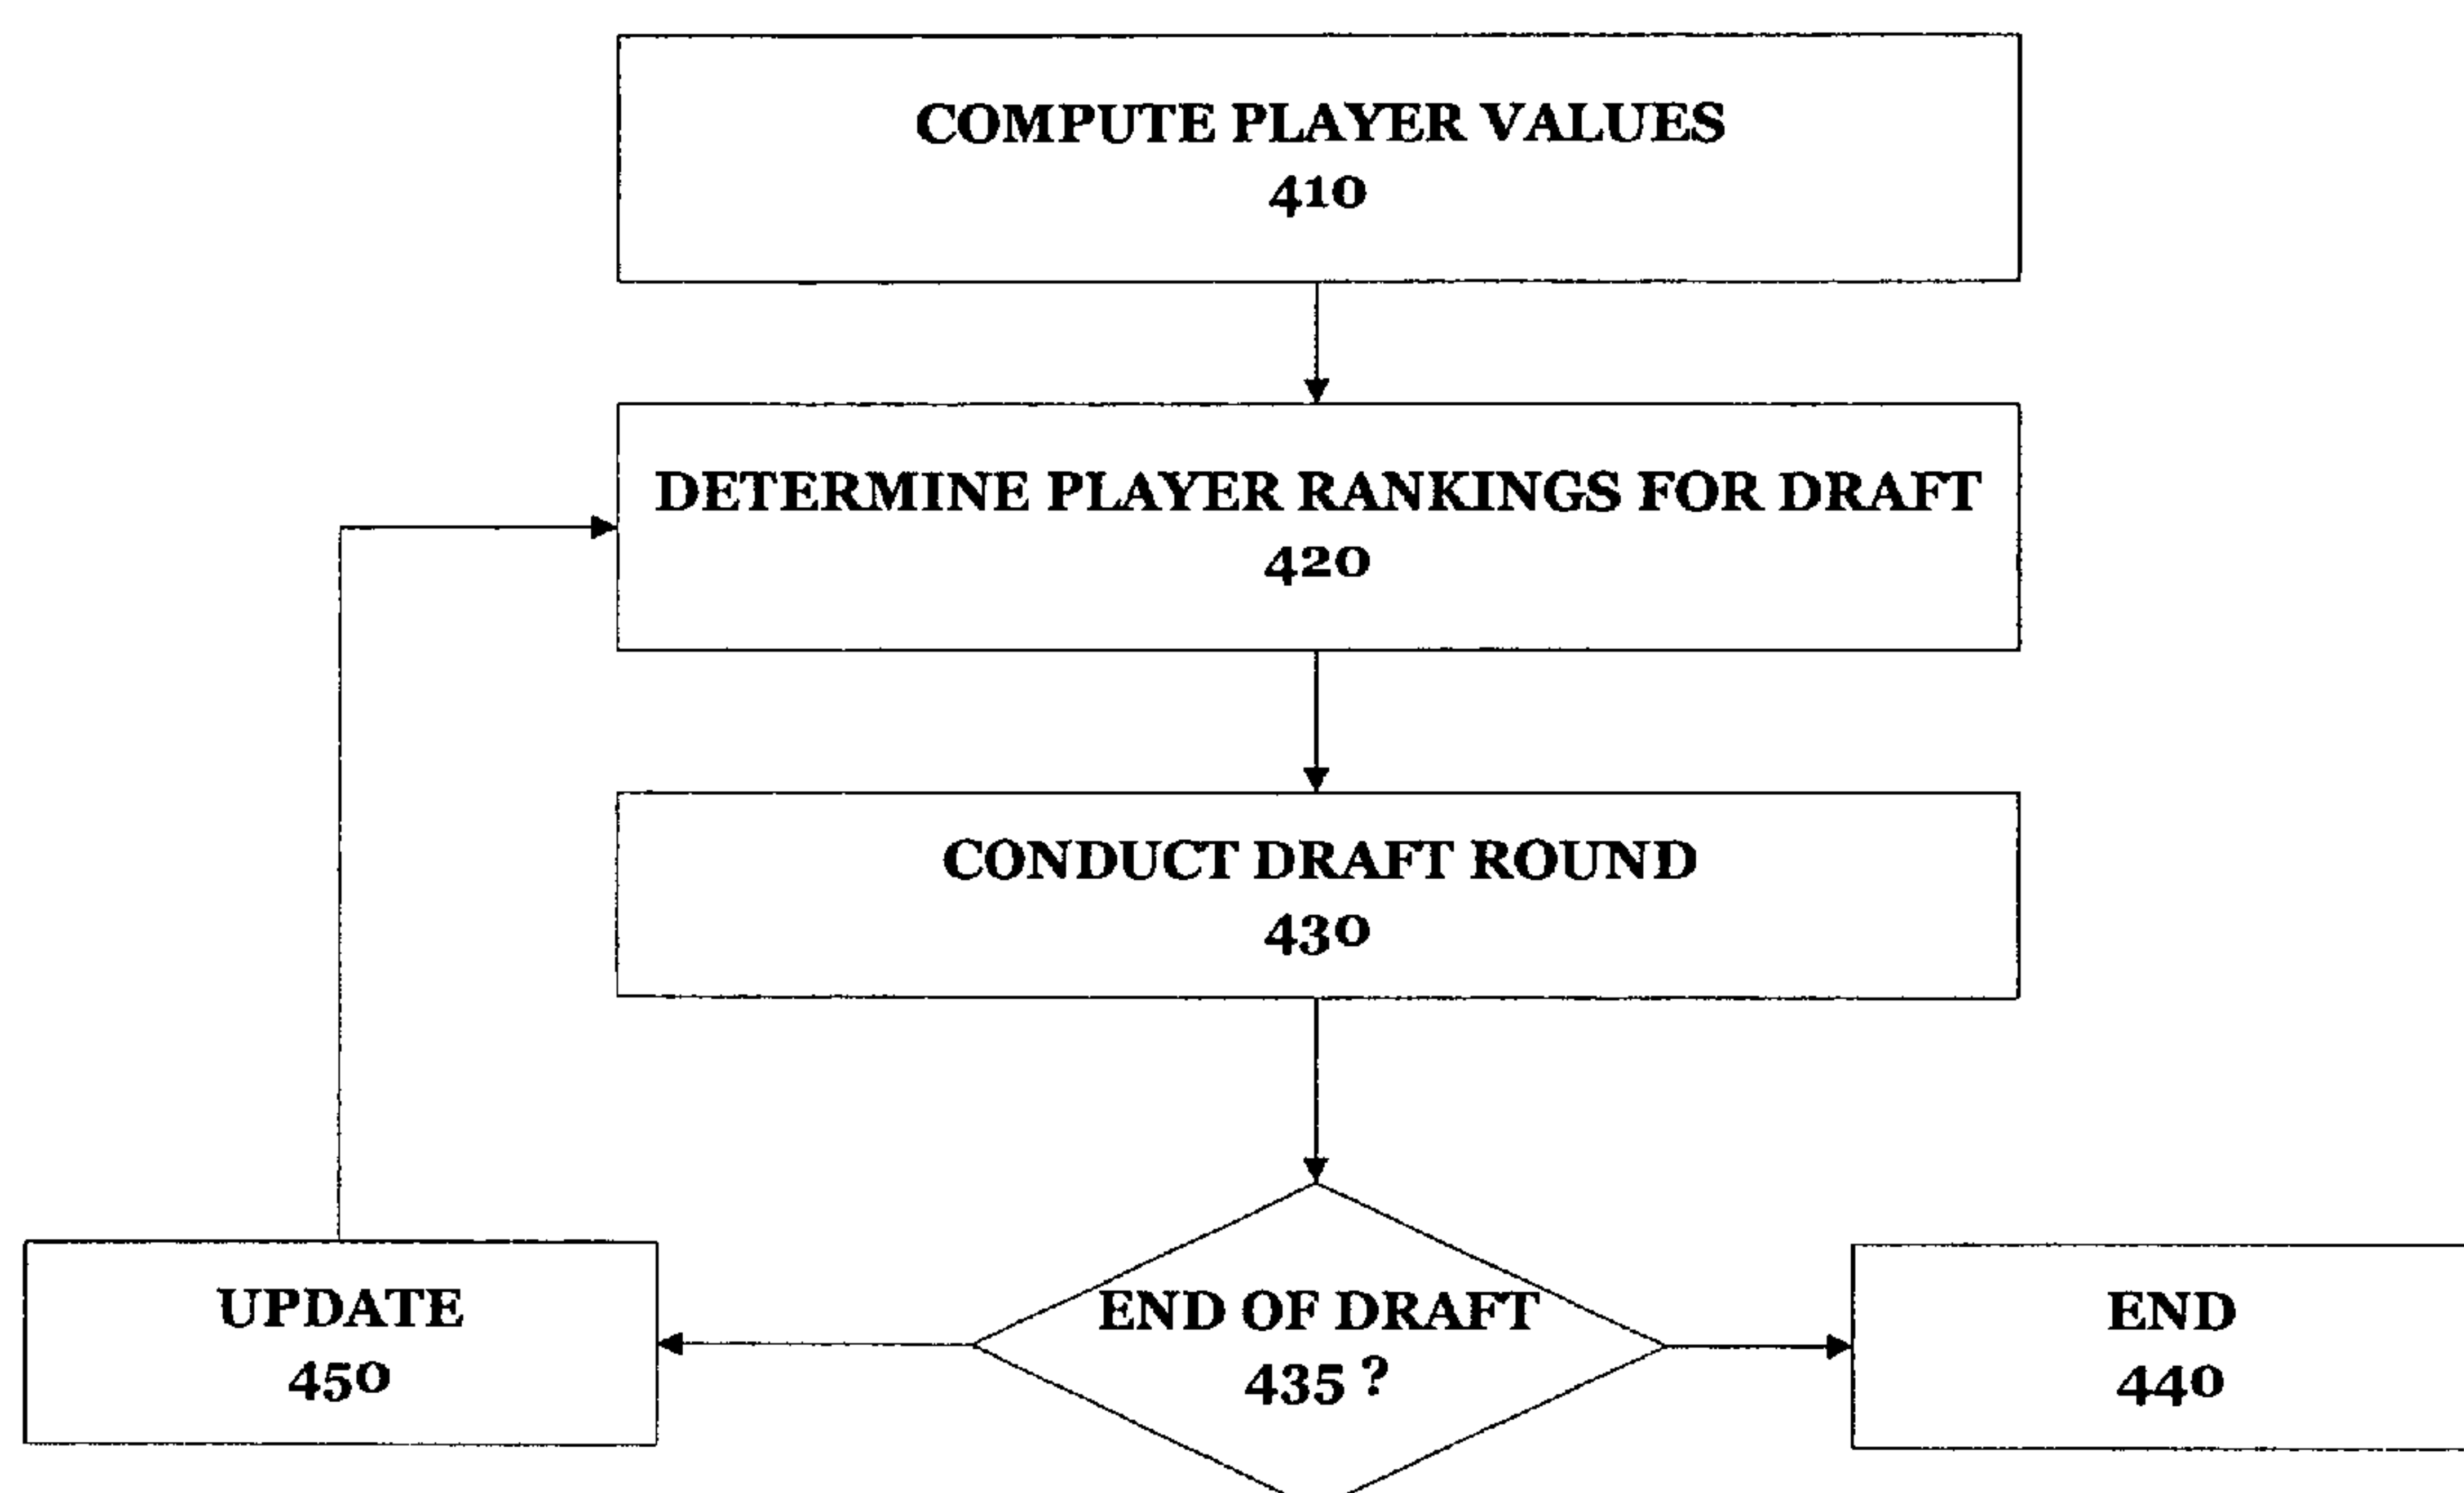 COMPUTE PLAYER VALUES
410
DETERMINE PLAYER RANKINGS FOR DRAFT
420
CONDUCT DRAFT ROUND
430
UPDATE
450
END OF DRAFT
435 ?
END
440